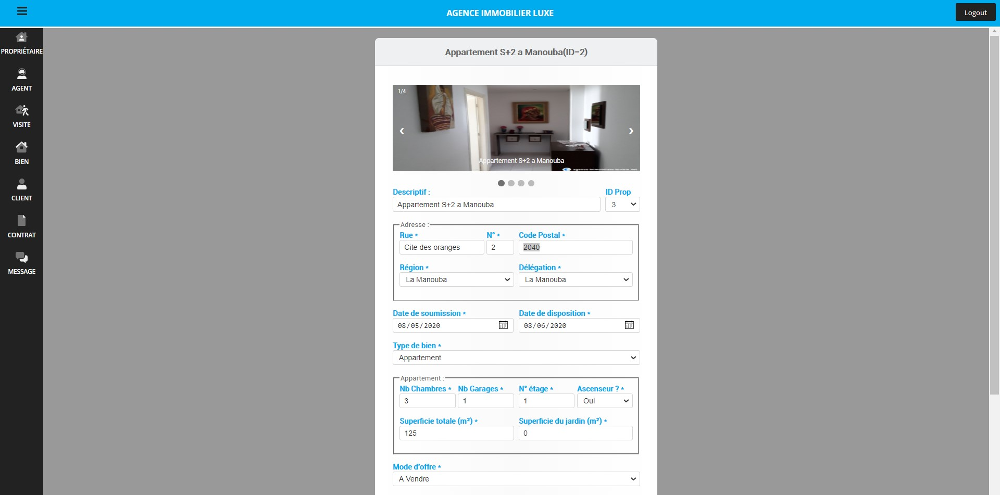 AGENCE IMMOBILIER LUXE
Logout
PROPRIÉTAIRE
AGENT
VISITE
BIEN
CLIENT
CONTRAT
MESSAGE
Appartement S+2 a Manouba(ID=2)
1/4
Appartement S+2 a Manouba
Descriptif : ID Prop
Appartement S+2 a Manouba 3
Adresse :
Rue * N° * Code Postal *
Cite des oranges 2 2040
Région * Délégation *
La Manouba La Manouba
Date de soumission * Date de disposition *
08/05/2020 08/06/2020
Type de bien *
Appartement
Appartement :
Nb Chambres * Nb Garages * N° étage * Ascenseur ? *
3 1 1 Oui
Superficie totale (m²) * Superficie du jardin (m²) *
125 0
Mode d'offre *
A Vendre